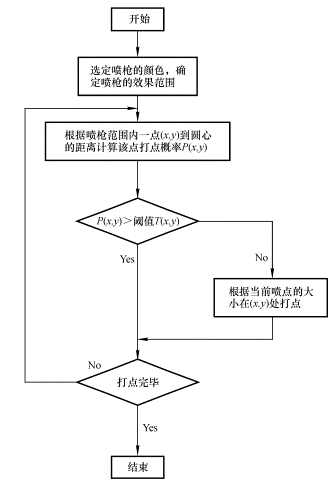 开始
选定喷枪的颜色，确
定喷枪的效果范围
根据喷枪范围内一点(x,y)到圆心
的距离计算该点打点概率P(x,y)
P(x,y)＞阈值T(x,y)
Yes
No
根据当前喷点的大
小在(x,y)处打点
No
打点完毕
Yes
结束